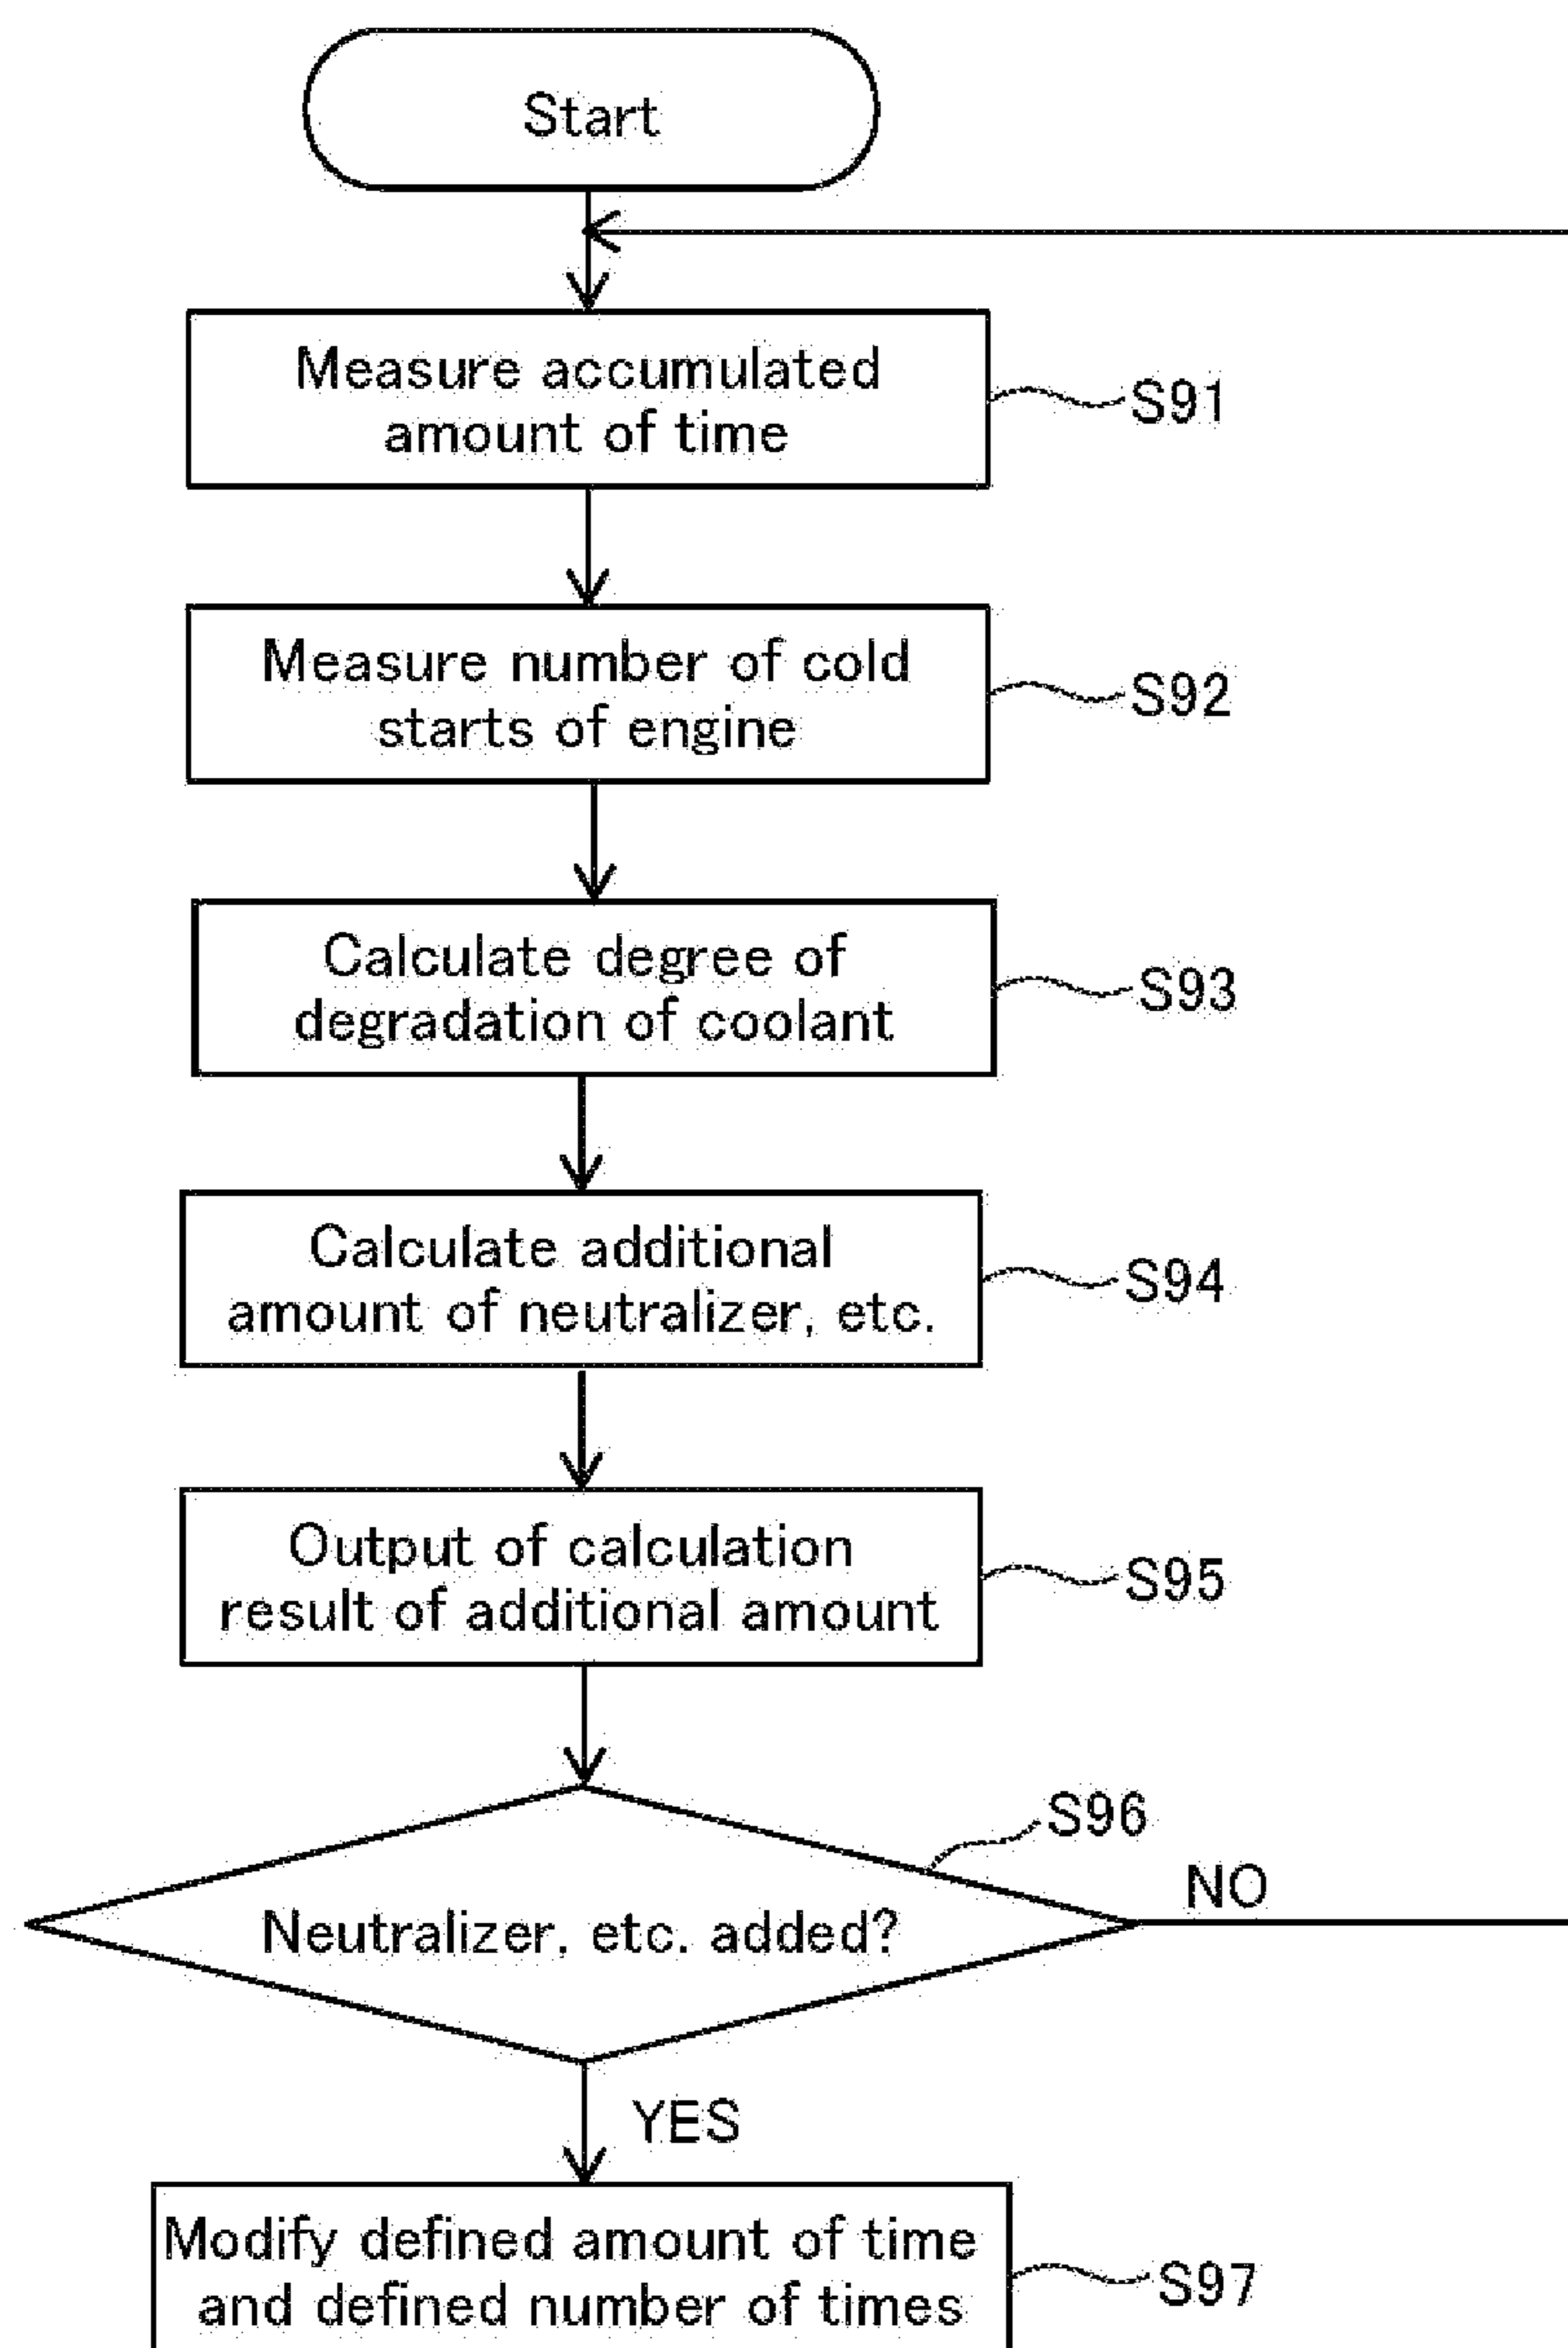 Start
Measure accumulated
amount of time
S91
Measure number of cold
starts of engine
S92
Calculate degree of
degradation of coolant
S93
Calculate additional
amount of neutralizer, etc.
S94
Output of calculation
result of additional amount
S95
S96
NO
Neutralizer, etc. added?
YES
Modify defined amount of time
and defined number of times
S97